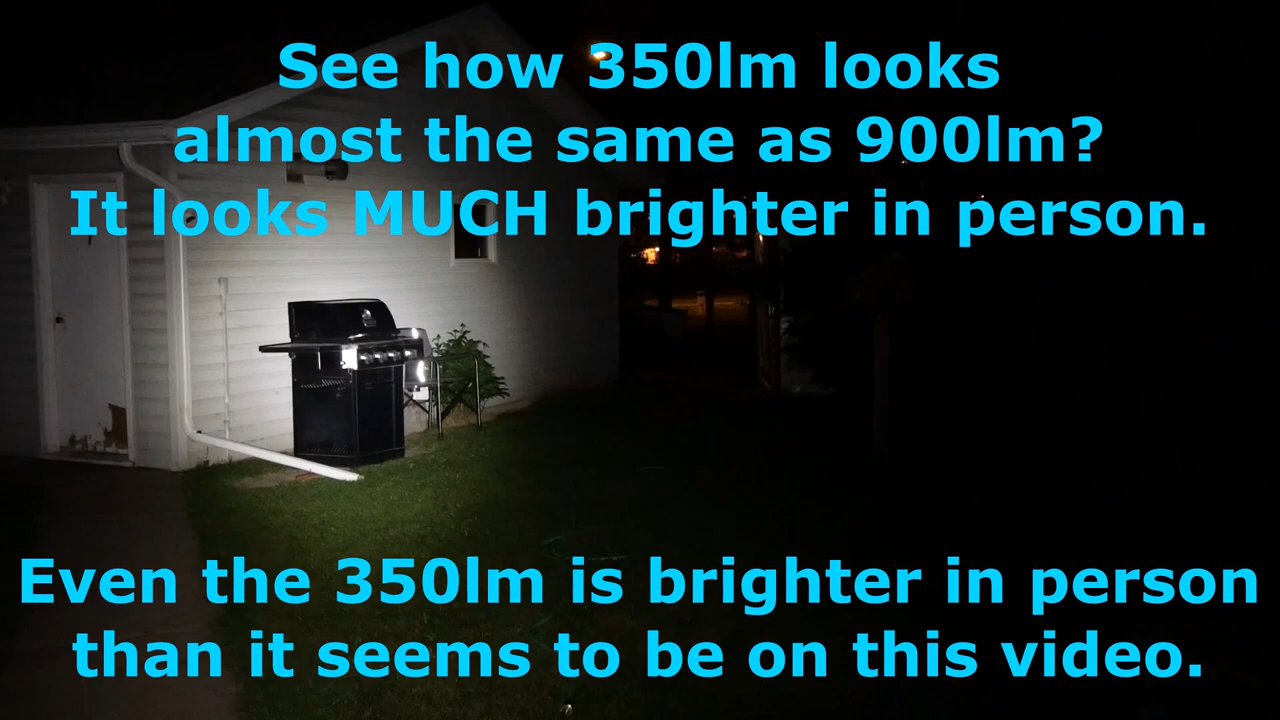 See how 350lm looks
almost the same as 900lm?
It looks MUCH brighter in person.
Even the 350lm is brighter in person
than it seems to be on this video.